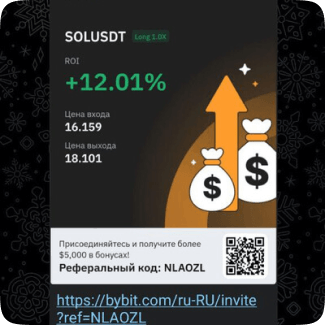 SOLUSDT Long 1.0X
ROI
+12.01%
Цена входа
16.159
Цена выхода
18.101
Присоединяйтесь и получите более
$5,000 в бонусах!
Реферальный код: NLAOZL
https://bybit.com/ru-RU/invite
?ref=NLAOZL